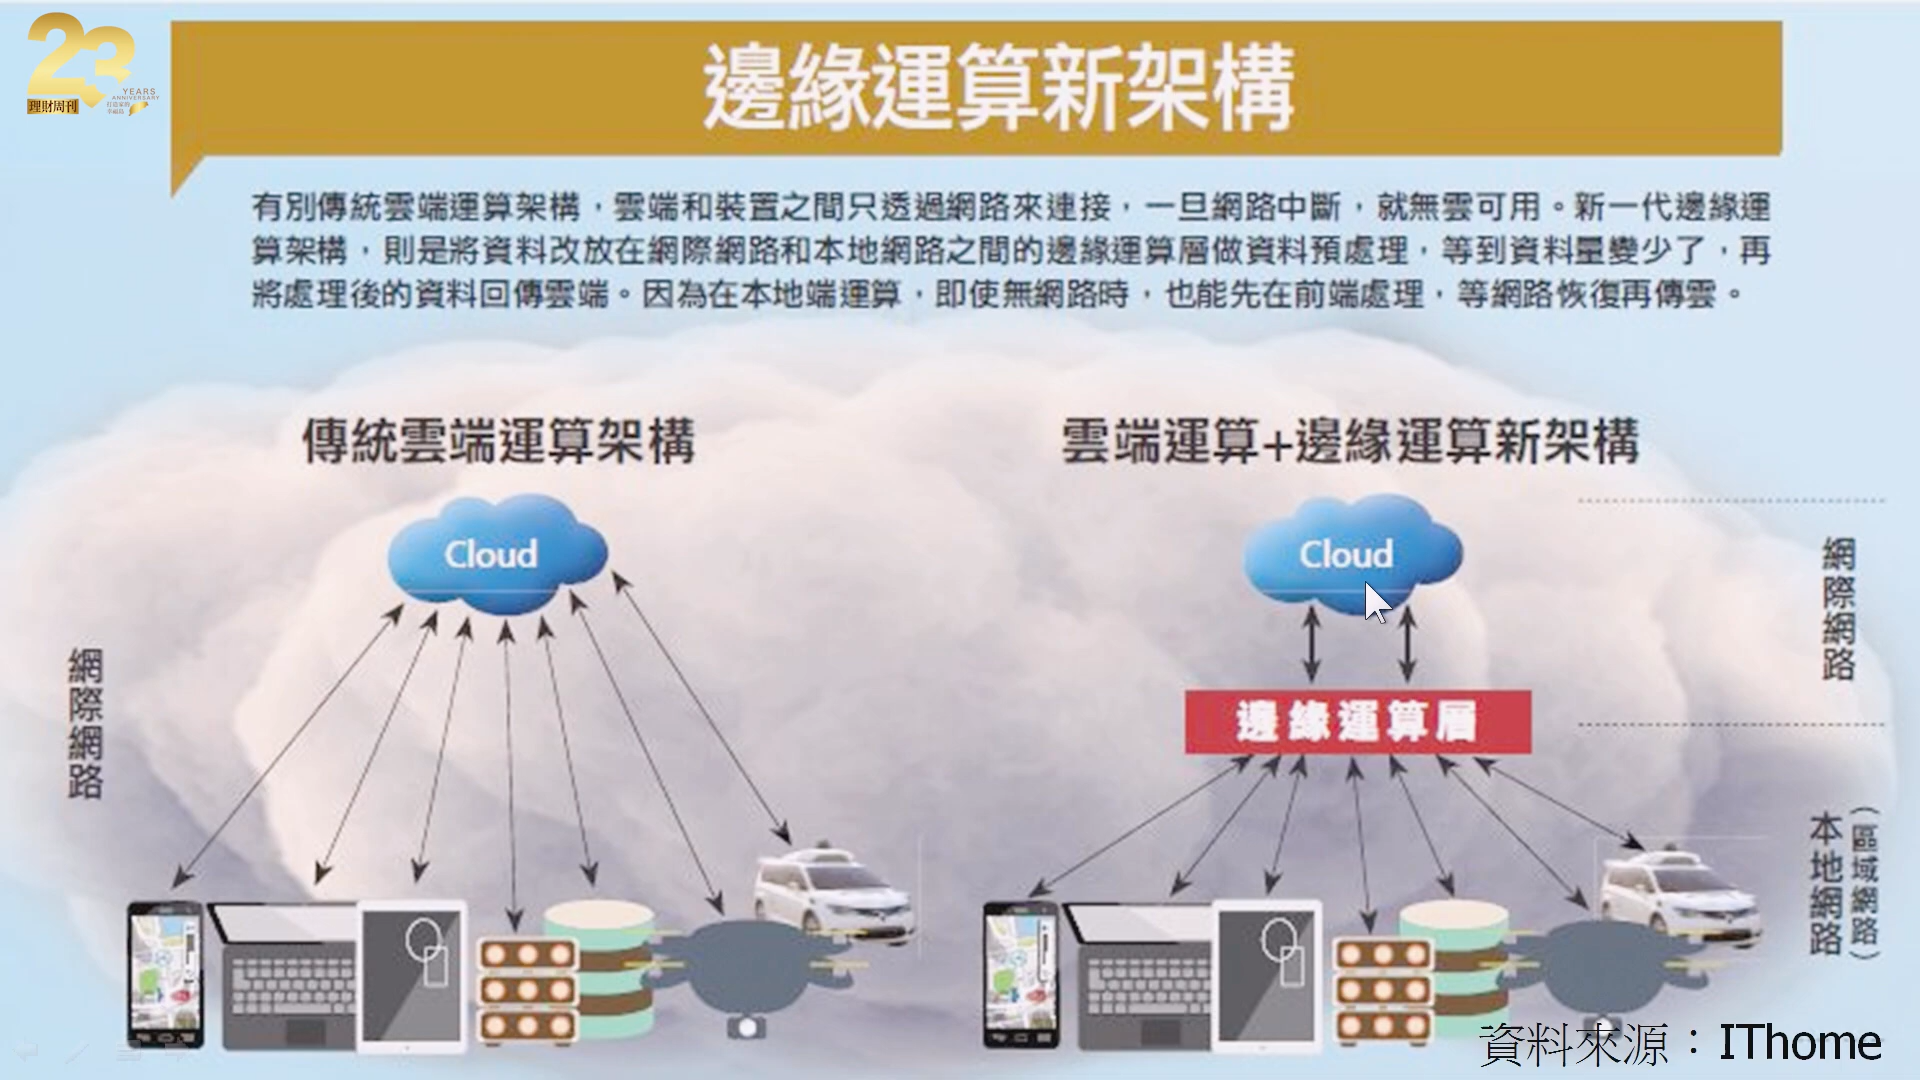 23
YEARS
ANNIVERSARY
理財周刊
邊緣運算新架構
有別傳統雲端運算架構，雲端和裝置之間只透過網路來連接，一旦網路中斷，就無雲可用。新一代邊緣運
算架構，則是將資料改放在網際網路和本地網路之間的邊緣運算層做資料預處理，等到資料量變少了，再
將處理後的資料回傳雲端。因為在本地端運算，即使無網路時，也能先在前端處理，等網路恢復再傳雲。
傳統雲端運算架構
Cloud
網際網路
雲端運算+邊緣運算新架構
Cloud
網際網路
邊緣運算層
本地網路
（區域網路）
資料來源：IThome